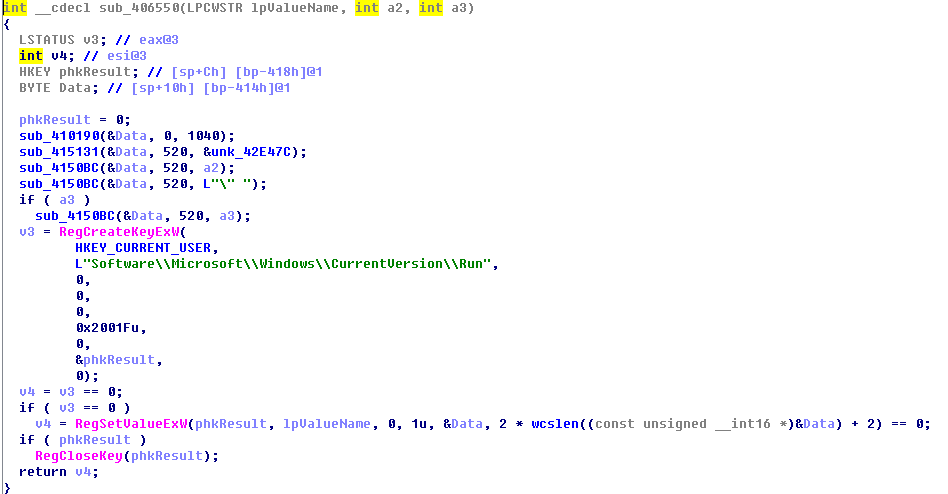 int __cdecl sub_406550(LPCWSTR lpValueName, int a2, int a3)
{
  LSTATUS v3; // eax@3
  int v4; // esi@3
  HKEY phkResult; // [sp+Ch] [bp-418h]@1
  BYTE Data; // [sp+10h] [bp-414h]@1

  phkResult = 0;
  sub_410190(&Data, 0, 1040);
  sub_415131(&Data, 520, &unk_42E47C);
  sub_4150BC(&Data, 520, a2);
  sub_4150BC(&Data, 520, L"\" ");
  if ( a3 )
    sub_4150BC(&Data, 520, a3);
  v3 = RegCreateKeyExW(
         HKEY_CURRENT_USER,
         L"Software\\Microsoft\\Windows\\CurrentVersion\\Run",
         0,
         0,
         0,
         0x2001Fu,
         0,
         &phkResult,
         0);
  v4 = v3 == 0;
  if ( v3 == 0 )
    v4 = RegSetValueExW(phkResult, lpValueName, 0, 1u, &Data, 2 * wcslen((const unsigned __int16 *)&Data) + 2) == 0;
  if ( phkResult )
    RegCloseKey(phkResult);
  return v4;
}